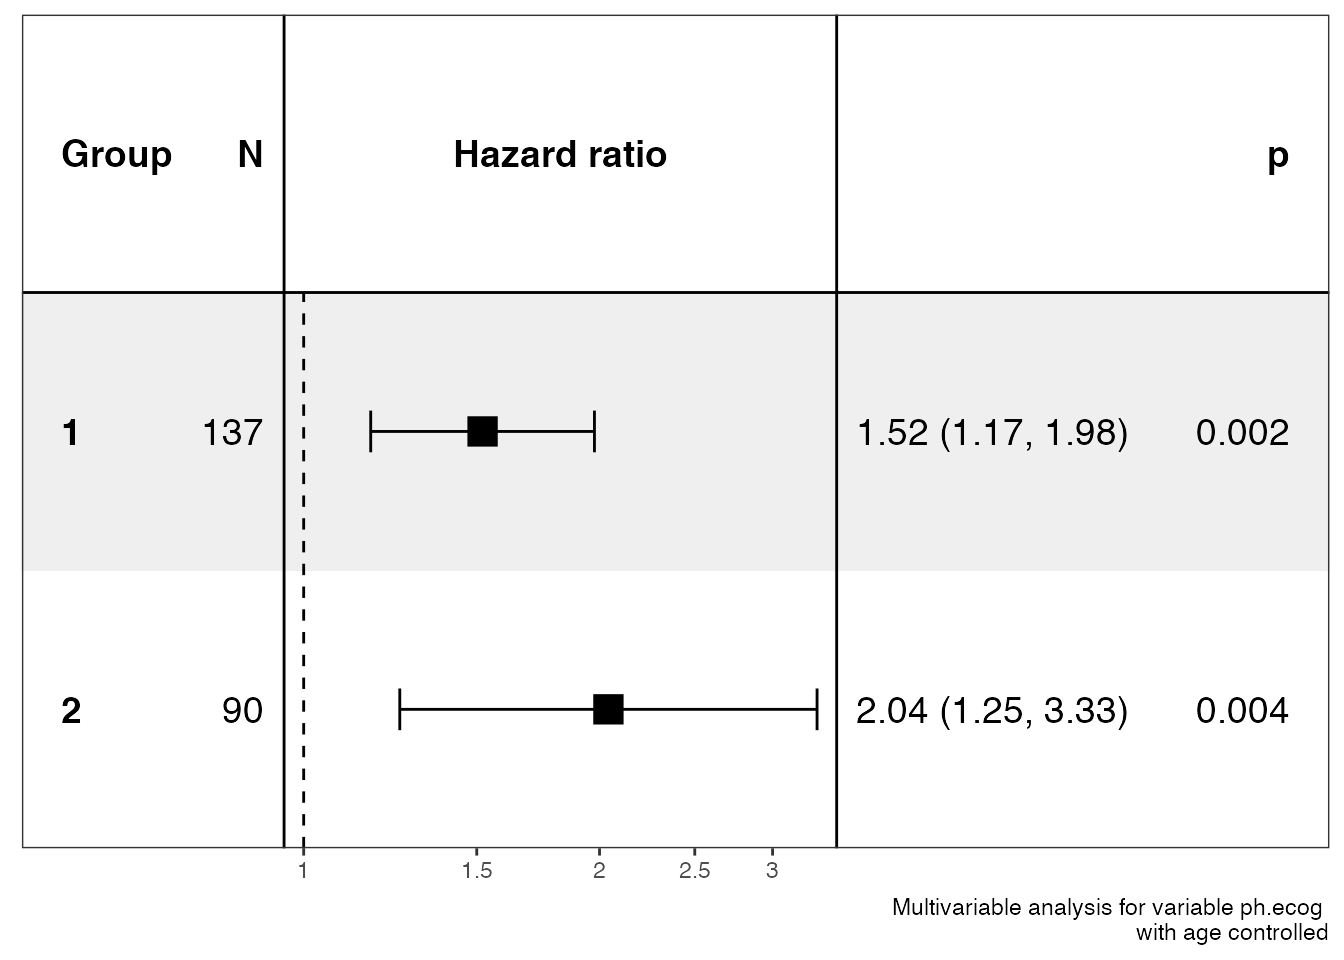 Group N Hazard ratio p
1 137 1.52 (1.17, 1.98) 0.002
2 90 2.04 (1.25, 3.33) 0.004
1 1.5 2 2.5 3
Multivariable analysis for variable ph.ecog
with age controlled